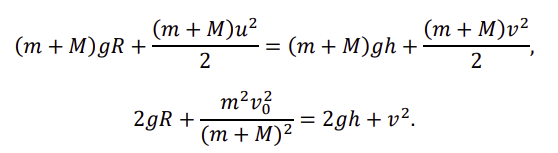 (m + M)gR + (m + M)u²/2 = (m + M)gh + (m + M)v²/2,
2gR + m²v₀²/(m + M)² = 2gh + v².